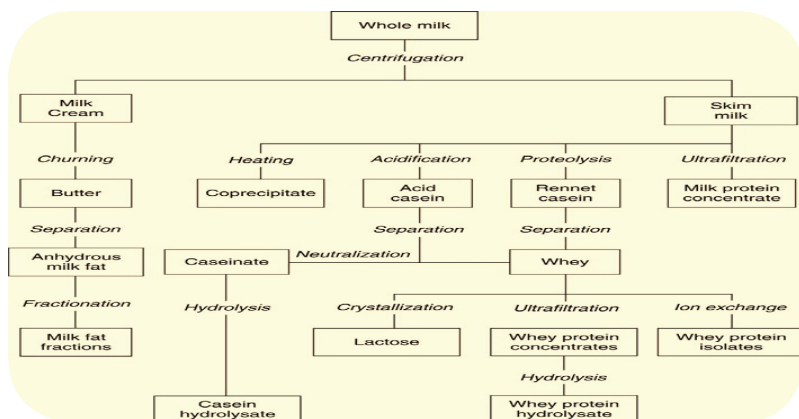 Whole milk
Centrifugation
Milk
Cream
Skim
milk
Churning
Heating
Acidification
Proteolysis
Ultrafiltration
Butter
Coprecipitate
Acid
casein
Rennet
casein
Milk protein
concentrate
Separation
Separation
Separation
Anhydrous
milk fat
Caseinate
Neutralization
Whey
Fractionation
Hydrolysis
Crystallization
Ultrafiltration
Ion exchange
Milk fat
fractions
Lactose
Whey protein
concentrates
Whey protein
isolates
Hydrolysis
Casein
hydrolysate
Whey protein
hydrolysate